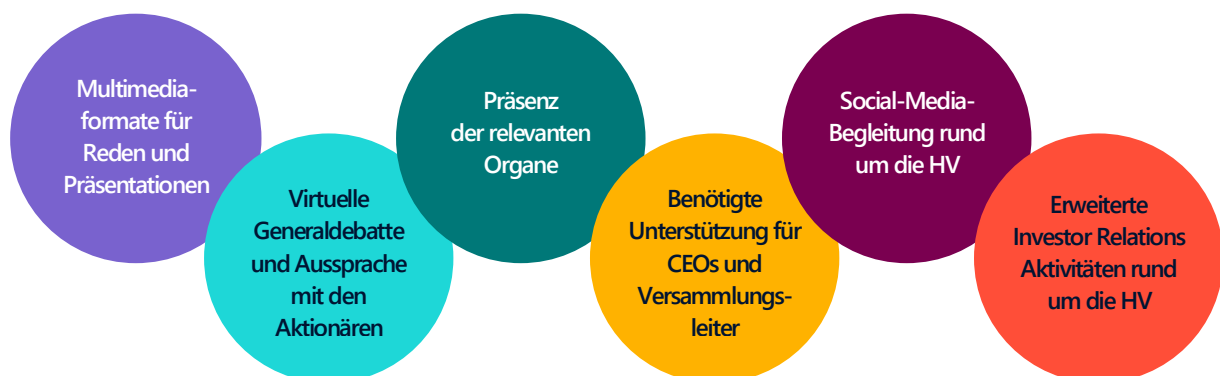 Multimedia-
formate für
Reden und
Präsentationen
Virtuelle
Generaldebatte
und Aussprache
mit den
Aktionären
Präsenz
der relevanten
Organe
Benötigte
Unterstützung für
CEOs und
Versammlungs-
leiter
Social-Media-
Begleitung rund
um die HV
Erweiterte
Investor Relations
Aktivitäten rund
um die HV